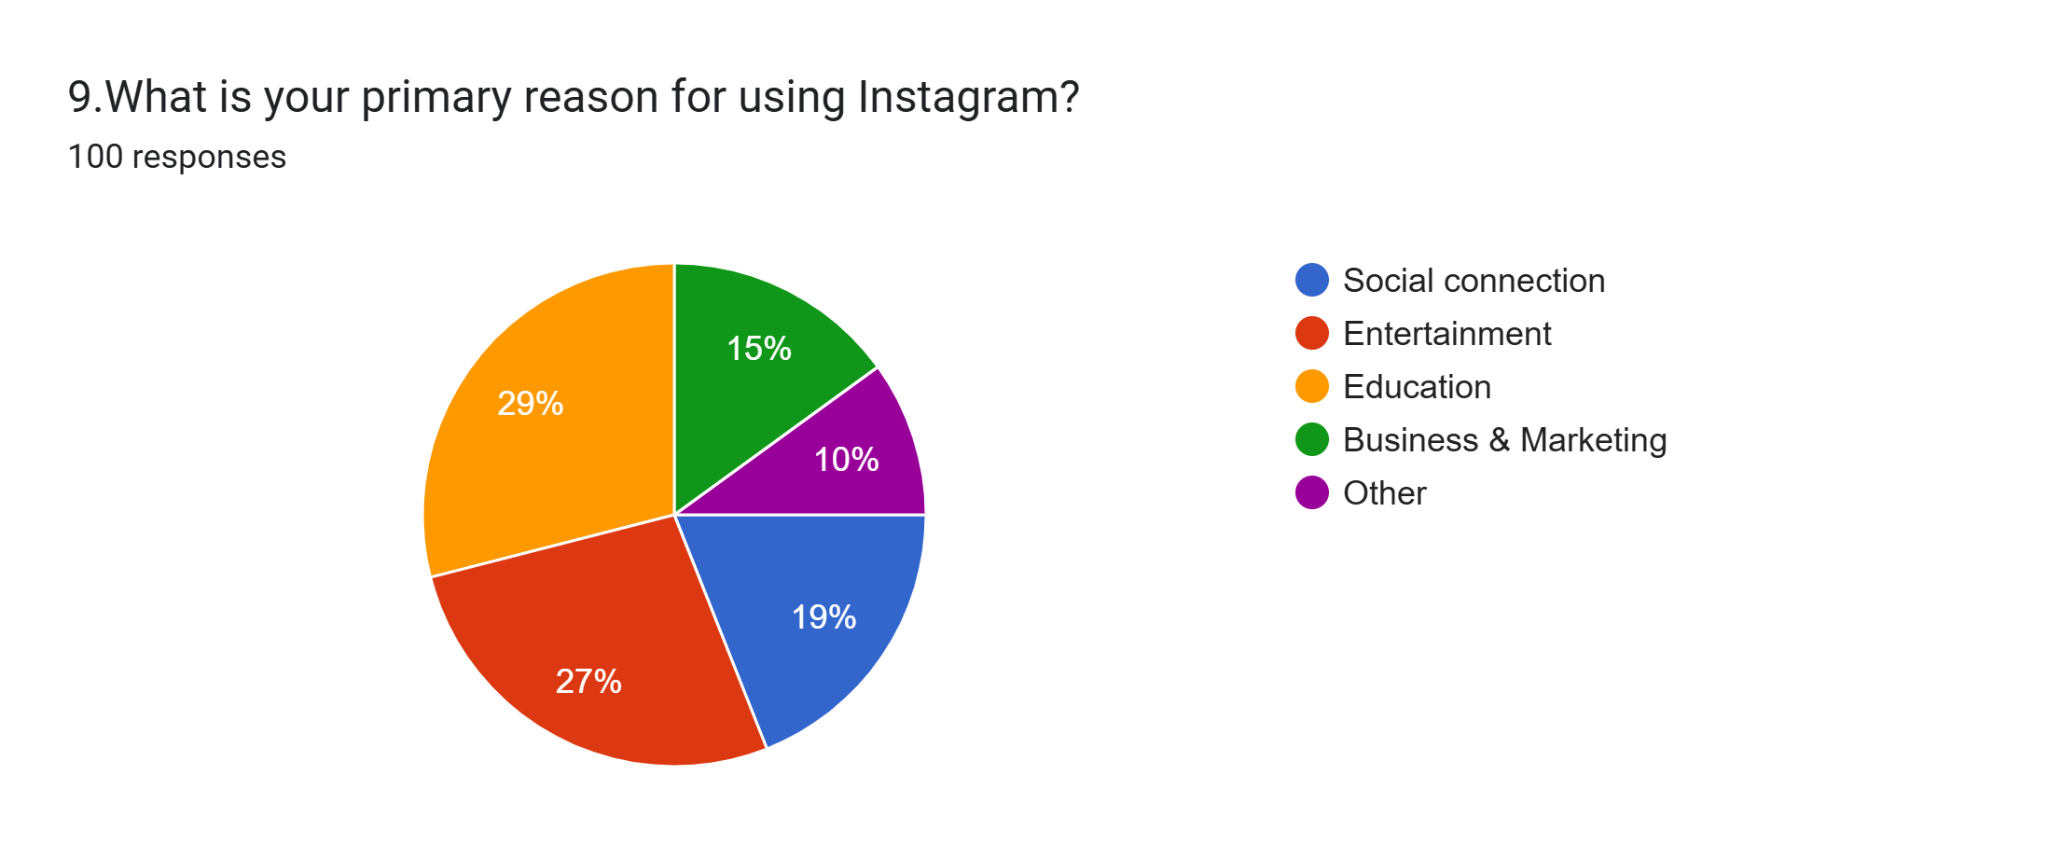 9.What is your primary reason for using Instagram?
100 responses
15%
29%
10%
19%
27%
Social connection
Entertainment
Education
Business & Marketing
Other